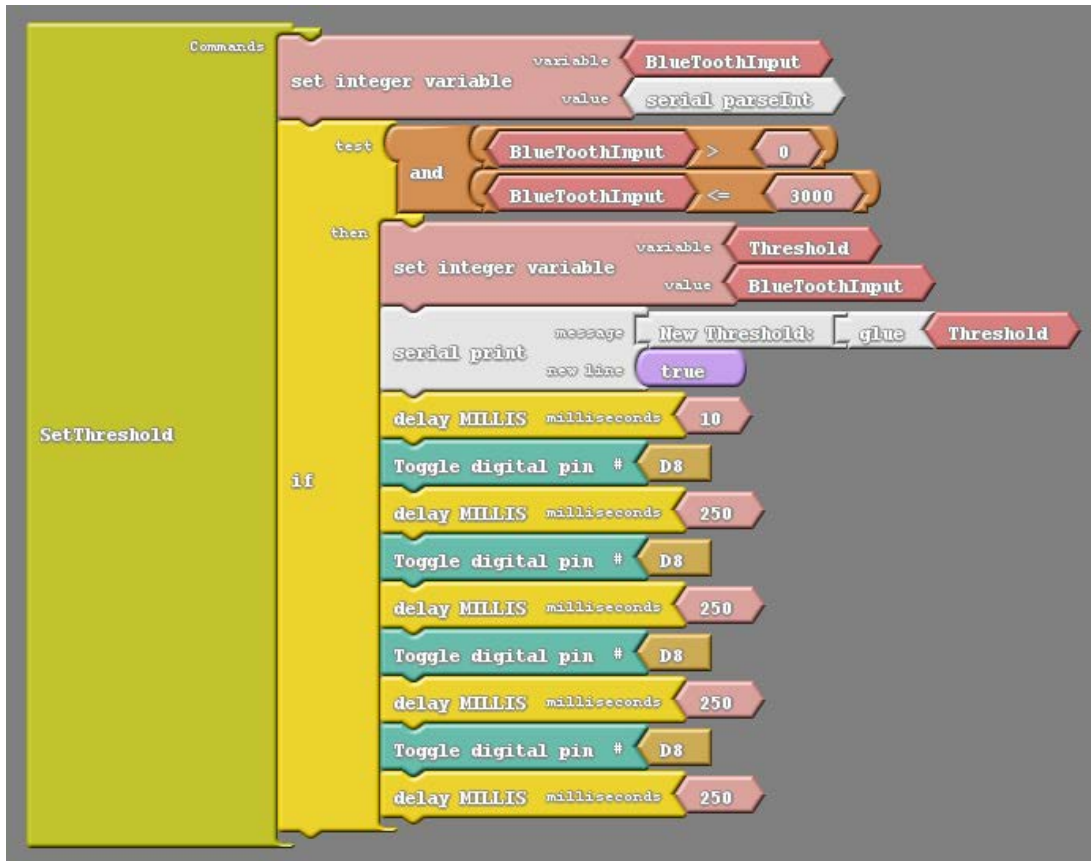 Commands
set integer variable variable BlueToothInput
value serial parseInt
test and BlueToothInput > 0
BlueToothInput <= 3000
then set integer variable variable Threshold
value BlueToothInput
serial print message New Threshold: glue Threshold
new line true
delay MILLIS milliseconds 10
SetThreshold
Toggle digital pin # D8
if
delay MILLIS milliseconds 250
Toggle digital pin # D8
delay MILLIS milliseconds 250
Toggle digital pin # D8
delay MILLIS milliseconds 250
Toggle digital pin # D8
delay MILLIS milliseconds 250